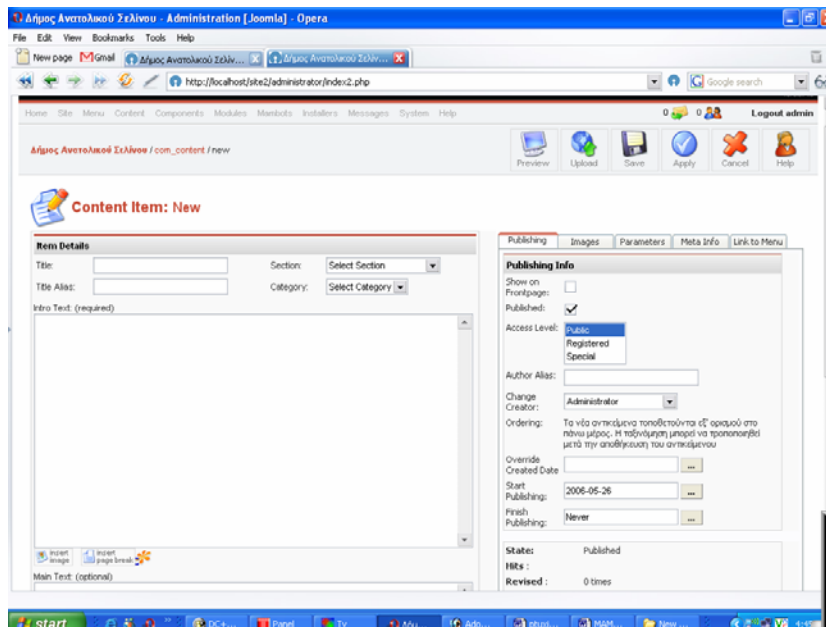 Δήμος Ανατολικού Σελίνου - Administration [Joomla] - Opera
File Edit View Bookmarks Tools Help
New page Gmail Δήμος Ανατολικού Σελίν... Δήμος Ανατολικού Σελίν...
http://localhost/site2/administrator/index2.php Google search
Home Site Menu Content Components Modules Mambots Installers Messages System Help 0 0 Logout admin
Δήμος Ανατολικού Σελίνου / com_content / new
Preview Upload Save Apply Cancel Help
Content Item: New
Item Details
Title: Section: Select Section
Title Alias: Category: Select Category
Intro Text: (required)
insert image insert page break
Main Text: (optional)
Publishing Images Parameters Meta Info Link to Menu
Publishing Info
Show on
Frontpage:
Published:
Access Level: Public
Registered
Special
Author Alias:
Change
Creator: Administrator
Ordering: Τα νέα αντικείμενα τοποθετούνται εξ' ορισμού στο
πάνω μέρος. Η ταξινόμηση μπορεί να τροποποιηθεί
μετά την αποθήκευση του αντικειμένου
Override
Created Date ...
Start
Publishing: 2006-05-26 ...
Finish
Publishing: Never ...
State: Published
Hits :
Revised : 0 times
start DC+... Panel Tv Δήμ... Ado... ptuxi... MAM... New ...